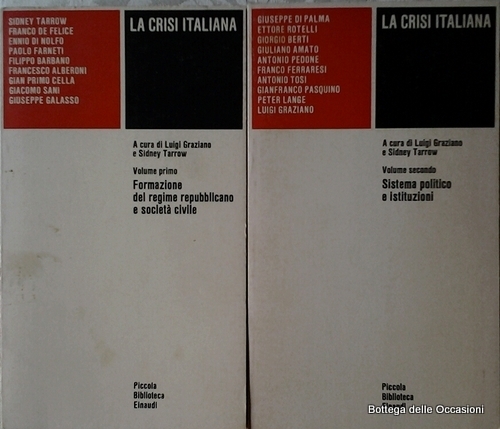 SIDNEY TARROW
FRANCO DE FELICE
ENNIO DI NOLFO
PAOLO FARNETI
FILIPPO BARBANO
FRANCESCO ALBERONI
GIAN PRIMO CELLA
GIACOMO SANI
GIUSEPPE GALASSO
LA CRISI ITALIANA
A cura di Luigi Graziano
e Sidney Tarrow
Volume primo
Formazione
del regime repubblicano
e società civile
Piccola
Biblioteca
Einaudi
GIUSEPPE DI PALMA
ETTORE ROTELLI
GIORGIO BERTI
GIULIANO AMATO
ANTONIO PEDONE
FRANCO FERRARESI
ANTONIO TOSI
GIANFRANCO PASQUINO
PETER LANGE
LUIGI GRAZIANO
LA CRISI ITALIANA
A cura di Luigi Graziano
e Sidney Tarrow
Volume secondo
Sistema politico
e istituzioni
Piccola
Biblioteca
Einaudi
Bottega delle Occasioni